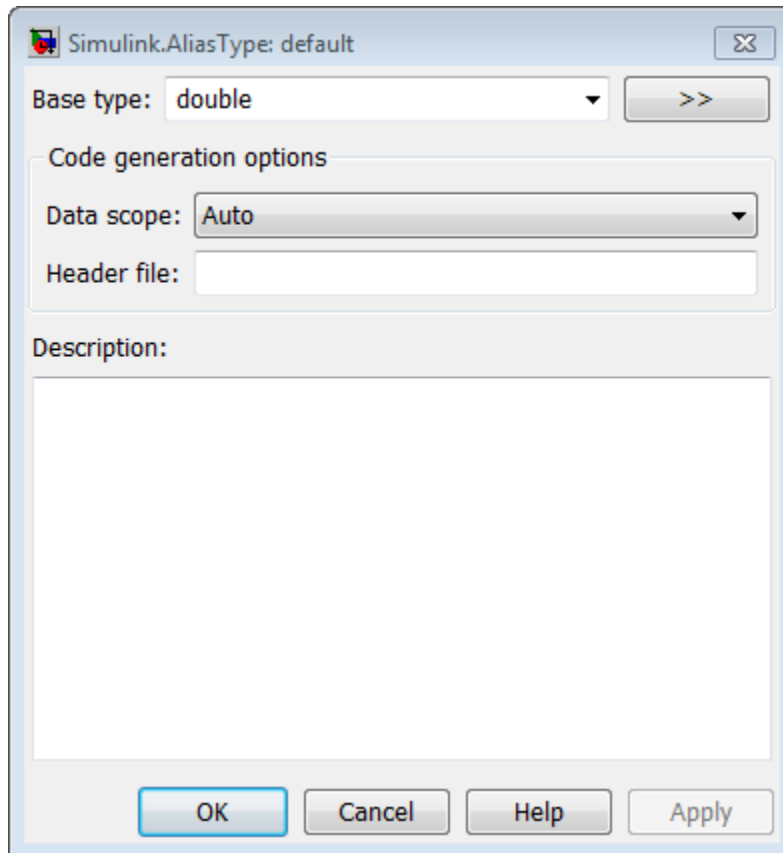 Simulink.AliasType: default
Base type: double >>
Code generation options
Data scope: Auto
Header file:
Description:
OK Cancel Help Apply